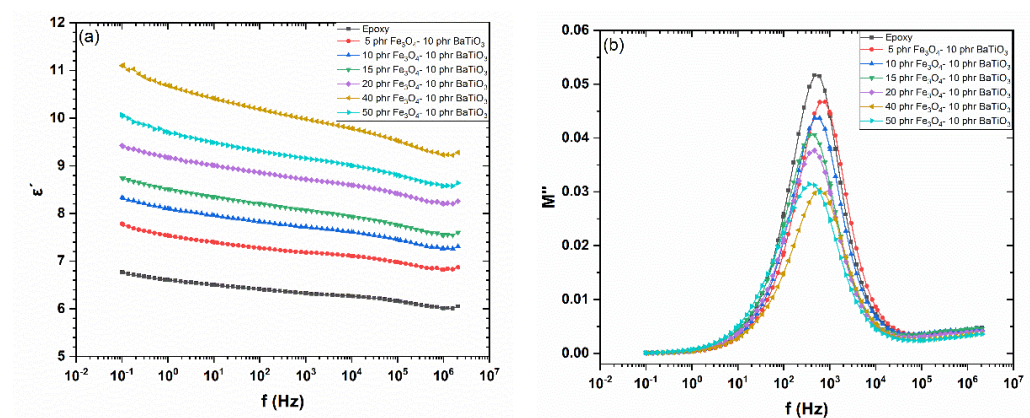 (a)
12
11
10
9
8
7
6
5
ε´
Epoxy
5 phr Fe₃O₄- 10 phr BaTiO₃
10 phr Fe₃O₄- 10 phr BaTiO₃
15 phr Fe₃O₄- 10 phr BaTiO₃
20 phr Fe₃O₄- 10 phr BaTiO₃
40 phr Fe₃O₄- 10 phr BaTiO₃
50 phr Fe₃O₄- 10 phr BaTiO₃
10⁻² 10⁻¹ 10⁰ 10¹ 10² 10³ 10⁴ 10⁵ 10⁶ 10⁷
f (Hz)
(b)
0.06
0.05
0.04
0.03
0.02
0.01
0.00
M''
Epoxy
5 phr Fe₃O₄- 10 phr BaTiO₃
10 phr Fe₃O₄- 10 phr BaTiO₃
15 phr Fe₃O₄- 10 phr BaTiO₃
20 phr Fe₃O₄- 10 phr BaTiO₃
40 phr Fe₃O₄- 10 phr BaTiO₃
50 phr Fe₃O₄- 10 phr BaTiO₃
10⁻² 10⁻¹ 10⁰ 10¹ 10² 10³ 10⁴ 10⁵ 10⁶ 10⁷
f (Hz)